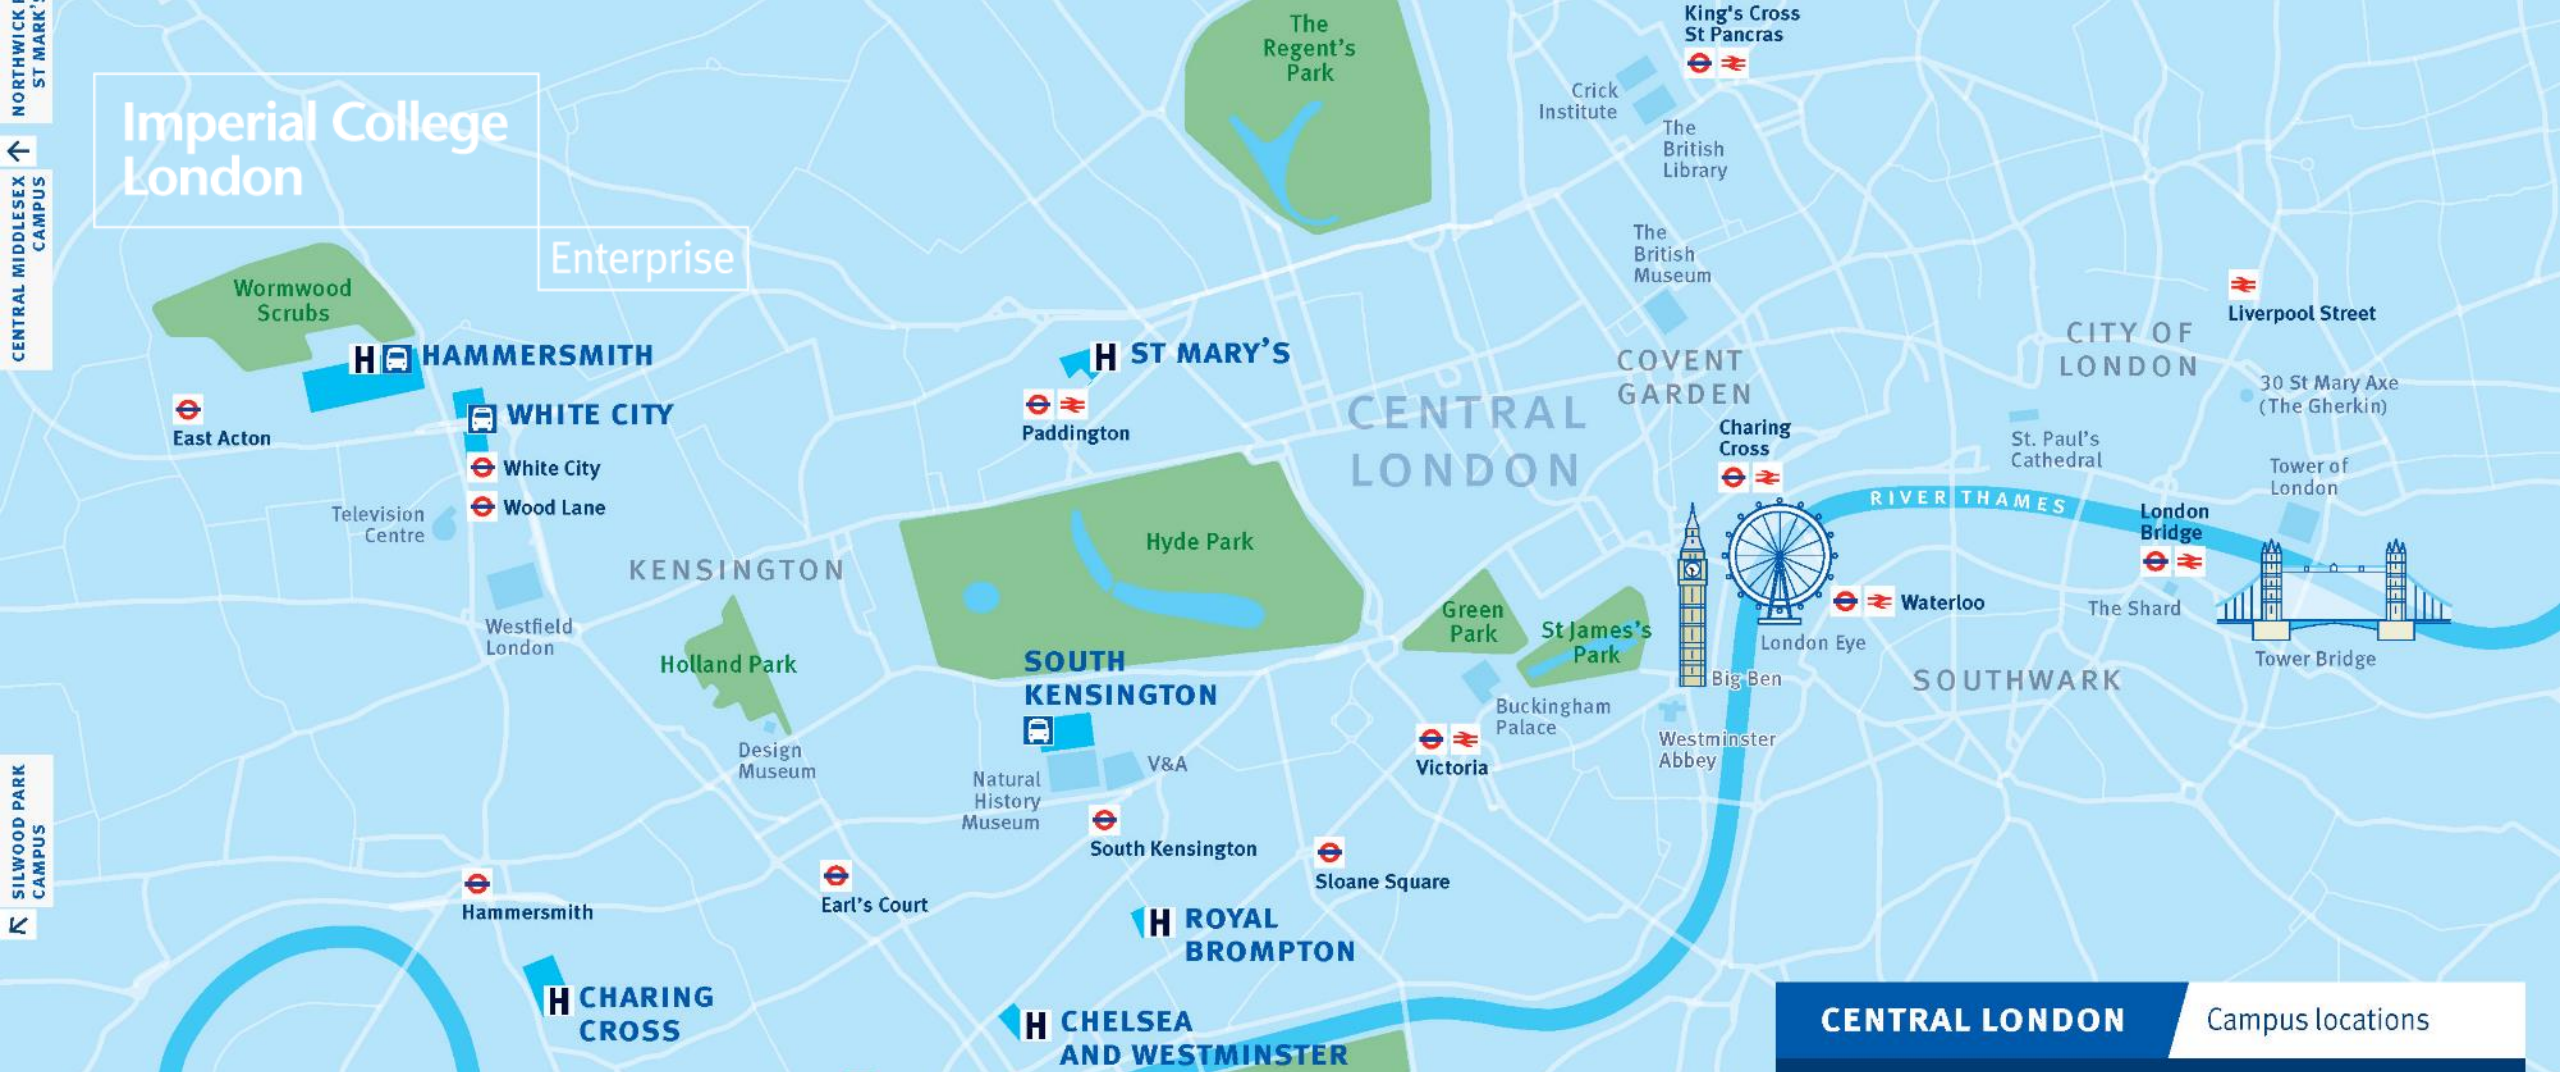 NORTHWICK
ST MARK'S
CENTRAL MIDDLESEX
CAMPUS
SILWOOD PARK
CAMPUS
Imperial College
London
Enterprise
The
Regent's
Park
King's Cross
St Pancras
Crick
Institute
The
British
Library
The
British
Museum
Wormwood
Scrubs
H HAMMERSMITH
East Acton
WHITE CITY
White City
Wood Lane
Television
Centre
Westfield
London
KENSINGTON
Holland Park
Design
Museum
H ST MARY'S
Paddington
CENTRAL
LONDON
COVENT
GARDEN
Charing
Cross
CITY OF
LONDON
Liverpool Street
30 St Mary Axe
(The Gherkin)
St. Paul's
Cathedral
Tower of
London
RIVER THAMES
London
Bridge
The Shard
Tower Bridge
Waterloo
London Eye
Big Ben
SOUTHWARK
Hyde Park
Green
Park
St James's
Park
Buckingham
Palace
Westminster
Abbey
Victoria
SOUTH
KENSINGTON
Natural
History
Museum
V&A
South Kensington
Sloane Square
Earl's Court
Hammersmith
H CHARING
CROSS
H ROYAL
BROMPTON
H CHELSEA
AND WESTMINSTER
CENTRAL LONDON
Campus locations